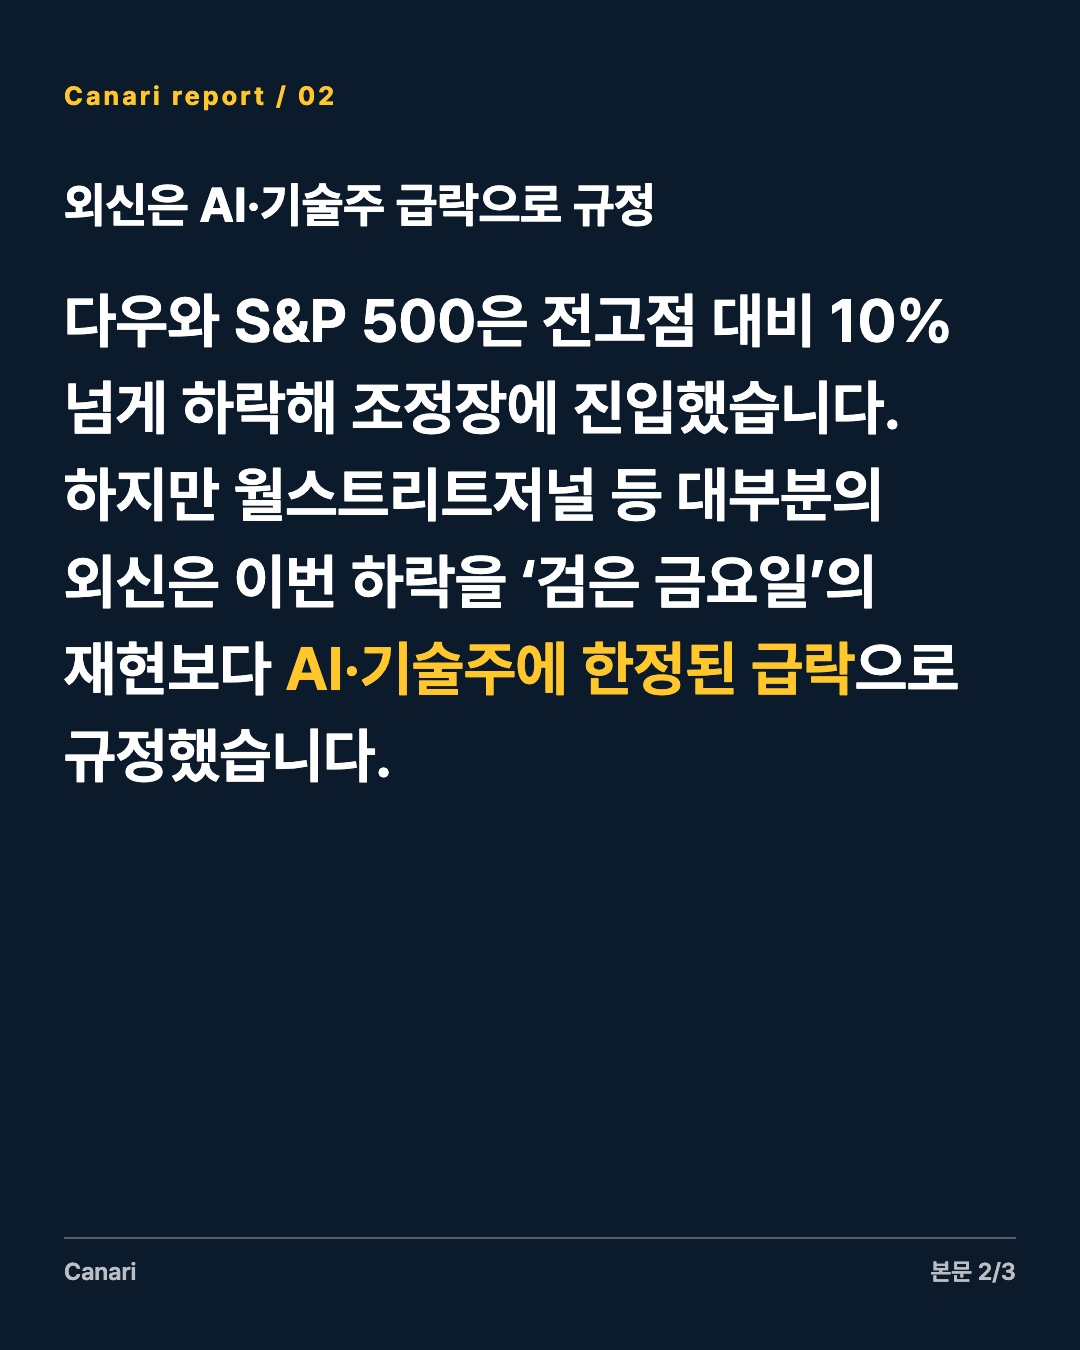 Canari report / 02
외신은 AI·기술주 급락으로 규정
다우와 S&P 500은 전고점 대비 10%
넘게 하락해 조정장에 진입했습니다.
하지만 월스트리트저널 등 대부분의
외신은 이번 하락을 ‘검은 금요일’의
재현보다 AI·기술주에 한정된 급락으로
규정했습니다.
Canari
본문 2/3